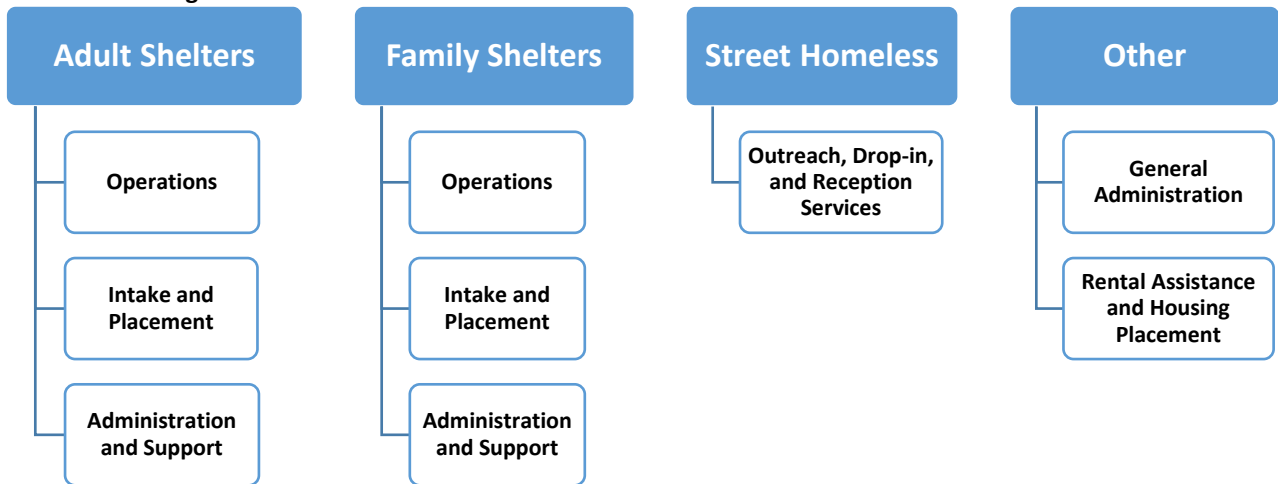 Adult Shelters
Operations
Intake and
Placement
Administration
and Support
Family Shelters
Operations
Intake and
Placement
Administration
and Support
Street Homeless
Outreach, Drop-in,
and Reception
Services
Other
General
Administration
Rental Assistance
and Housing
Placement